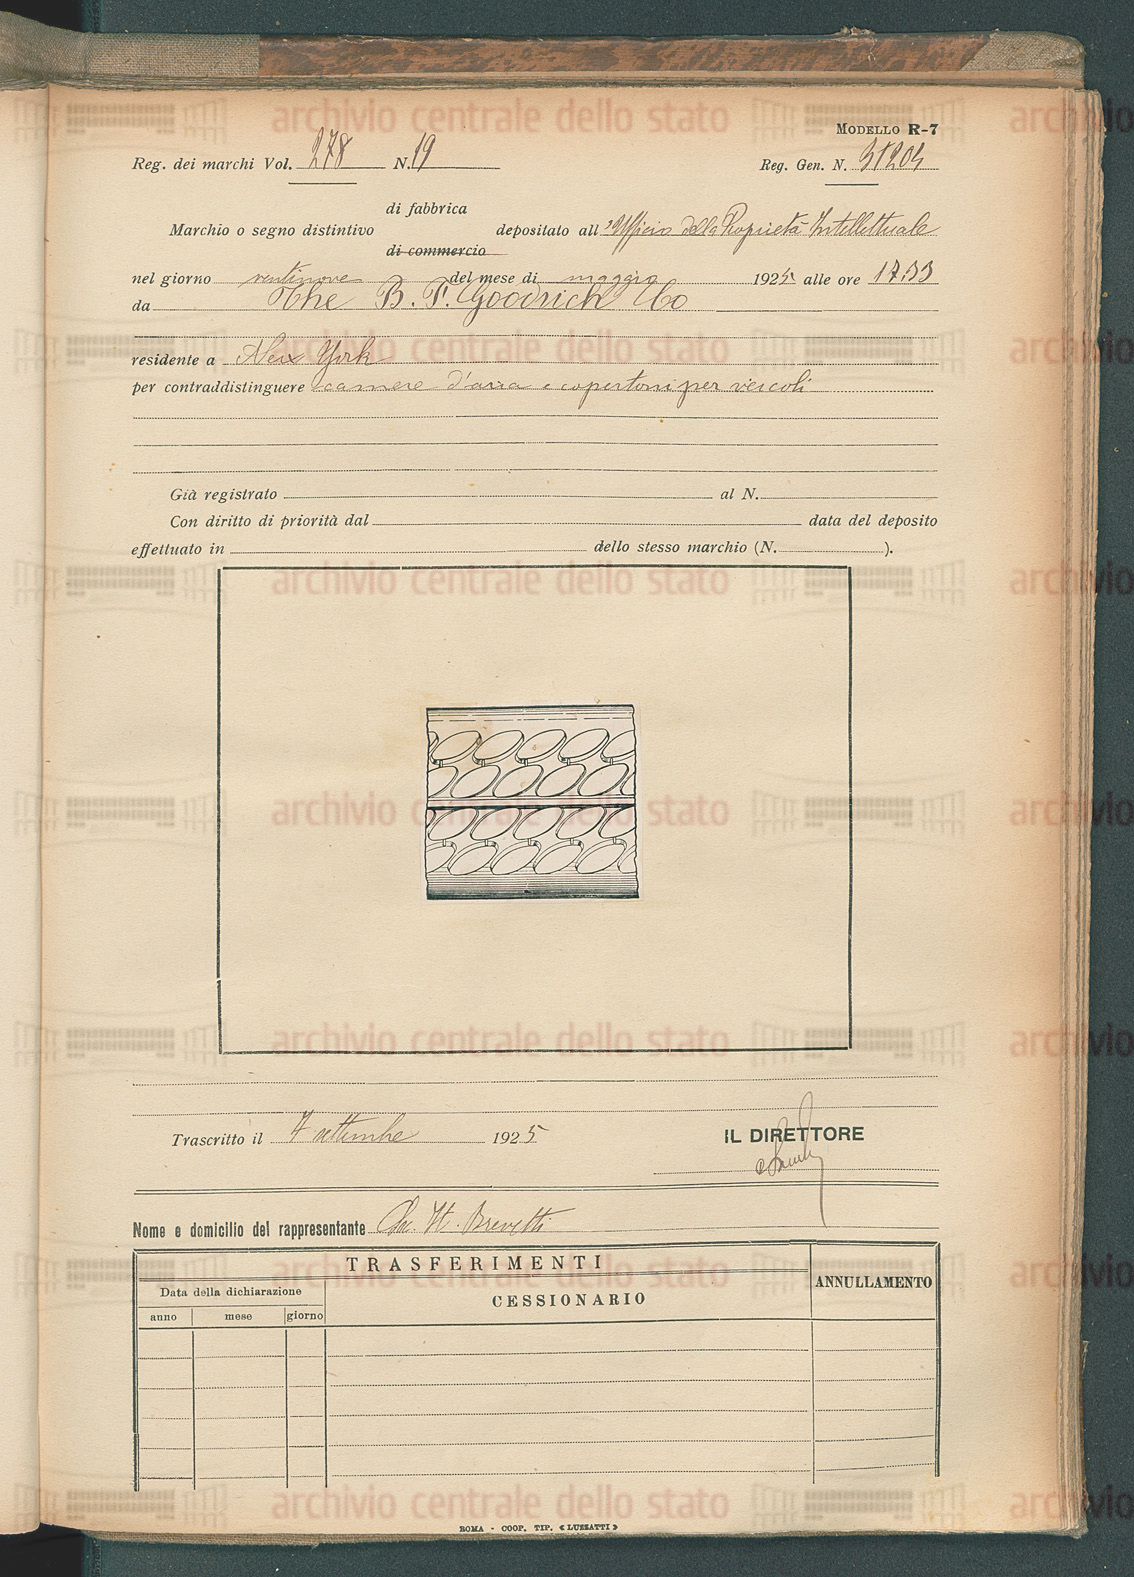 MODELLO R-7
Reg. dei marchi Vol. 278 N. 19 Reg. Gen. N. 31204
di fabbrica
Marchio o segno distintivo depositato all'Ufficio della Proprietà Intellettuale
di commercio
nel giorno ventinove del mese di maggio 1925 alle ore 17.33
da The B. F. Goodrich Co
residente a New York
per contraddistinguere camere d'aria e copertoni per veicoli
Già registrato al N.
Con diritto di priorità dal data del deposito
effettuato in dello stesso marchio (N. ).
Trascritto il 7 settembre 1925 IL DIRETTORE
Nome e domicilio del rappresentante It. Brevetti
TRASFERIMENTI
ANNULLAMENTO
Data della dichiarazione
CESSIONARIO
anno mese giorno
ROMA - COOP. TIP. « LUZZATTI »
archivio centrale dello stato